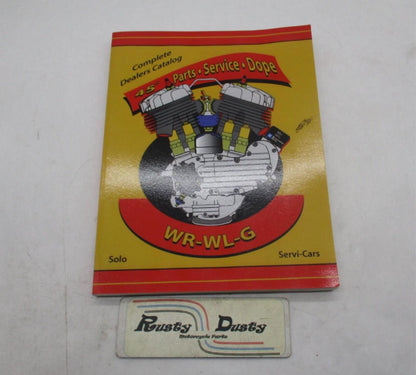 Complete
Dealers Catalog
45" Parts • Service • Dope
WR-WL-G
Solo
Servi-Cars
Rusty Dusty
Motorcycle Parts